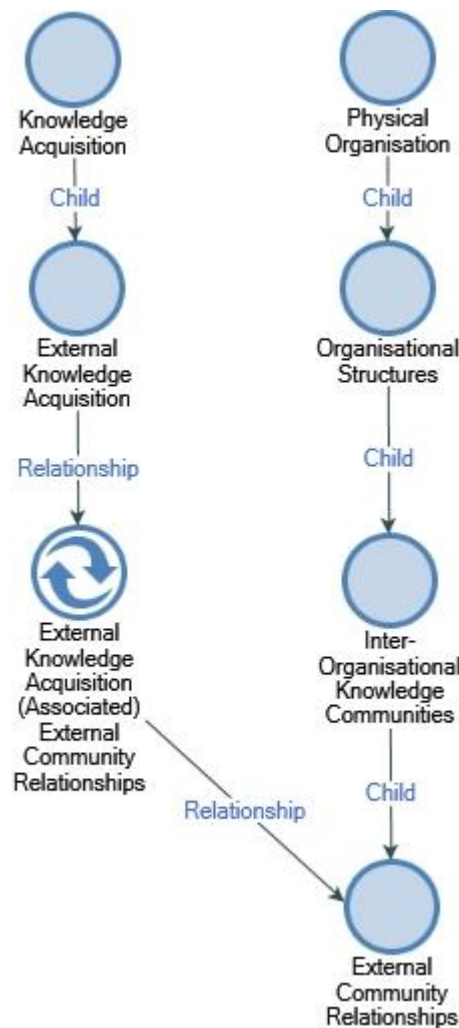 Knowledge
Acquisition
Physical
Organisation
Child
Child
External
Knowledge
Acquisition
Organisational
Structures
Relationship
Child
External
Knowledge
Acquisition
(Associated)
External
Community
Relationships
Inter-
Organisational
Knowledge
Communities
Relationship
Child
External
Community
Relationships